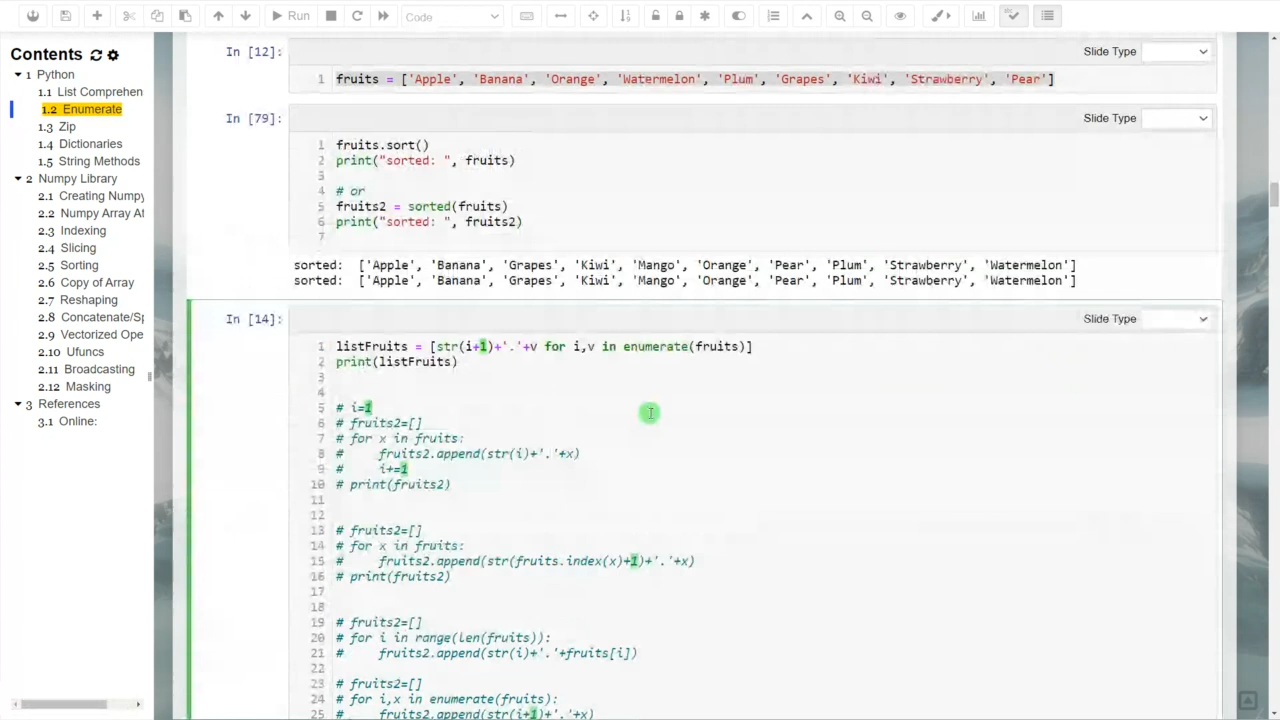 Run
Code
Contents
1 Python
1.1 List Comprehen
1.2 Enumerate
1.3 Zip
1.4 Dictionaries
1.5 String Methods
2 Numpy Library
2.1 Creating Numpy
2.2 Numpy Array At
2.3 Indexing
2.4 Slicing
2.5 Sorting
2.6 Copy of Array
2.7 Reshaping
2.8 Concatenate/Sp
2.9 Vectorized Ope
2.10 Ufuncs
2.11 Broadcasting
2.12 Masking
3 References
3.1 Online:
In [12]:
Slide Type
1 fruits = ['Apple', 'Banana', 'Orange', 'Watermelon', 'Plum', 'Grapes', 'Kiwi', 'Strawberry', 'Pear']
In [79]:
Slide Type
1 fruits.sort()
2 print("sorted: ", fruits)
3
4 # or
5 fruits2 = sorted(fruits)
6 print("sorted: ", fruits2)
7
sorted:  ['Apple', 'Banana', 'Grapes', 'Kiwi', 'Mango', 'Orange', 'Pear', 'Plum', 'Strawberry', 'Watermelon']
sorted:  ['Apple', 'Banana', 'Grapes', 'Kiwi', 'Mango', 'Orange', 'Pear', 'Plum', 'Strawberry', 'Watermelon']
In [14]:
Slide Type
1 listFruits = [str(i+1)+'.'+v for i,v in enumerate(fruits)]
2 print(listFruits)
3
4
5 # i=1
6 # fruits2=[]
7 # for x in fruits:
8 #     fruits2.append(str(i)+'.'+x)
9 #     i+=1
10 # print(fruits2)
11
12
13 # fruits2=[]
14 # for x in fruits:
15 #     fruits2.append(str(fruits.index(x)+1)+'.'+x)
16 # print(fruits2)
17
18
19 # fruits2=[]
20 # for i in range(len(fruits)):
21 #     fruits2.append(str(i)+'.'+fruits[i])
22
23 # fruits2=[]
24 # for i,x in enumerate(fruits):
25 #     fruits2.append(str(i+1)+'.'+x)